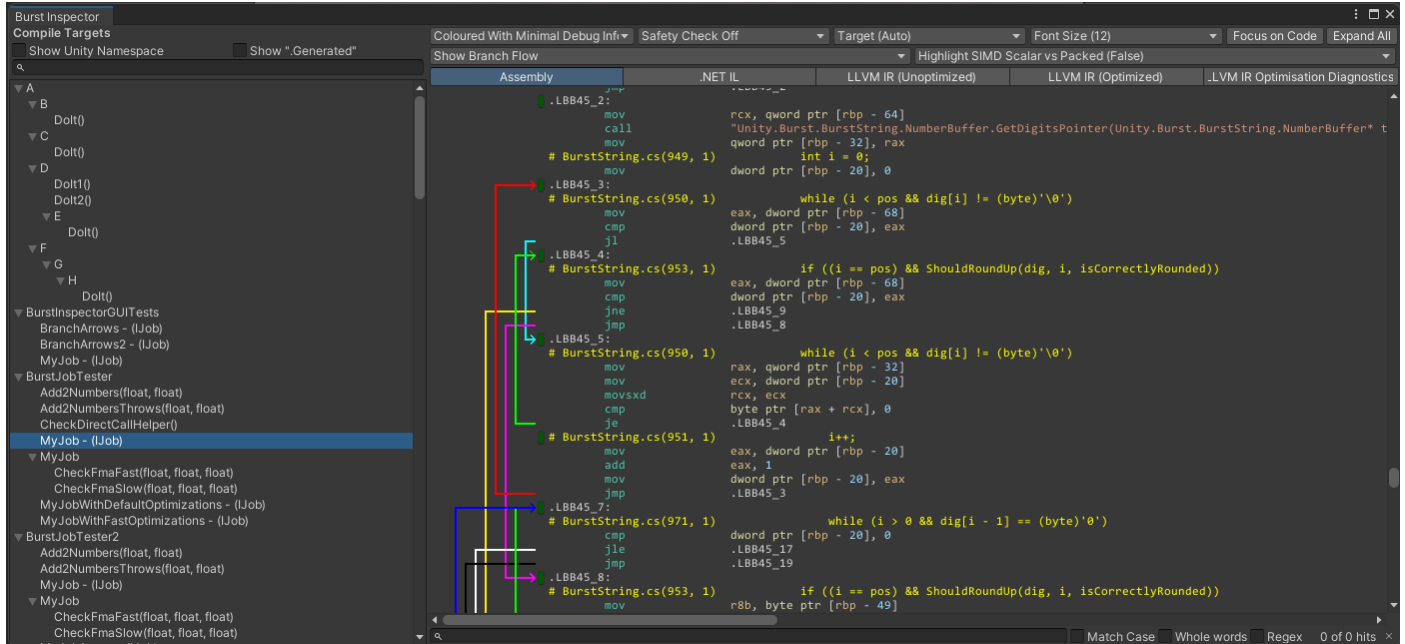 Burst Inspector
Compile Targets
Show Unity Namespace Show ".Generated"
A
B
DoIt()
C
DoIt()
D
DoIt1()
DoIt2()
E
DoIt()
F
G
H
DoIt()
BurstInspectorGUITests
BranchArrows - (IJob)
BranchArrows2 - (IJob)
MyJob - (IJob)
BurstJobTester
Add2Numbers(float, float)
Add2NumbersThrows(float, float)
CheckDirectCallHelper()
MyJob - (IJob)
MyJob
CheckFmaFast(float, float, float)
CheckFmaSlow(float, float, float)
MyJobWithDefaultOptimizations - (IJob)
MyJobWithFastOptimizations - (IJob)
BurstJobTester2
Add2Numbers(float, float)
Add2NumbersThrows(float, float)
MyJob - (IJob)
MyJob
CheckFmaFast(float, float, float)
CheckFmaSlow(float, float, float)
Coloured With Minimal Debug Info Safety Check Off Target (Auto) Font Size (12) Focus on Code Expand All
Show Branch Flow Highlight SIMD Scalar vs Packed (False)
Assembly .NET IL LLVM IR (Unoptimized) LLVM IR (Optimized) LLVM IR Optimisation Diagnostics
.LBB45_2:
mov rcx, qword ptr [rbp - 64]
call "Unity.Burst.BurstString.NumberBuffer.GetDigitsPointer(Unity.Burst.BurstString.NumberBuffer* t
mov qword ptr [rbp - 32], rax
# BurstString.cs(949, 1) int i = 0;
mov dword ptr [rbp - 20], 0
.LBB45_3:
# BurstString.cs(950, 1) while (i < pos && dig[i] != (byte)'\0')
mov eax, dword ptr [rbp - 68]
cmp dword ptr [rbp - 20], eax
jl .LBB45_5
.LBB45_4:
# BurstString.cs(953, 1) if ((i == pos) && ShouldRoundUp(dig, i, isCorrectlyRounded))
mov eax, dword ptr [rbp - 68]
cmp dword ptr [rbp - 20], eax
jne .LBB45_9
jmp .LBB45_8
.LBB45_5:
# BurstString.cs(950, 1) while (i < pos && dig[i] != (byte)'\0')
mov rax, qword ptr [rbp - 32]
mov ecx, dword ptr [rbp - 20]
movsxd rcx, ecx
cmp byte ptr [rax + rcx], 0
je .LBB45_4
# BurstString.cs(951, 1) i++;
mov eax, dword ptr [rbp - 20]
add eax, 1
mov dword ptr [rbp - 20], eax
jmp .LBB45_3
.LBB45_7:
# BurstString.cs(971, 1) while (i > 0 && dig[i - 1] == (byte)'0')
cmp dword ptr [rbp - 20], 0
jle .LBB45_17
jmp .LBB45_19
.LBB45_8:
# BurstString.cs(953, 1) if ((i == pos) && ShouldRoundUp(dig, i, isCorrectlyRounded))
mov r8b, byte ptr [rbp - 49]
Match Case Whole words Regex 0 of 0 hits